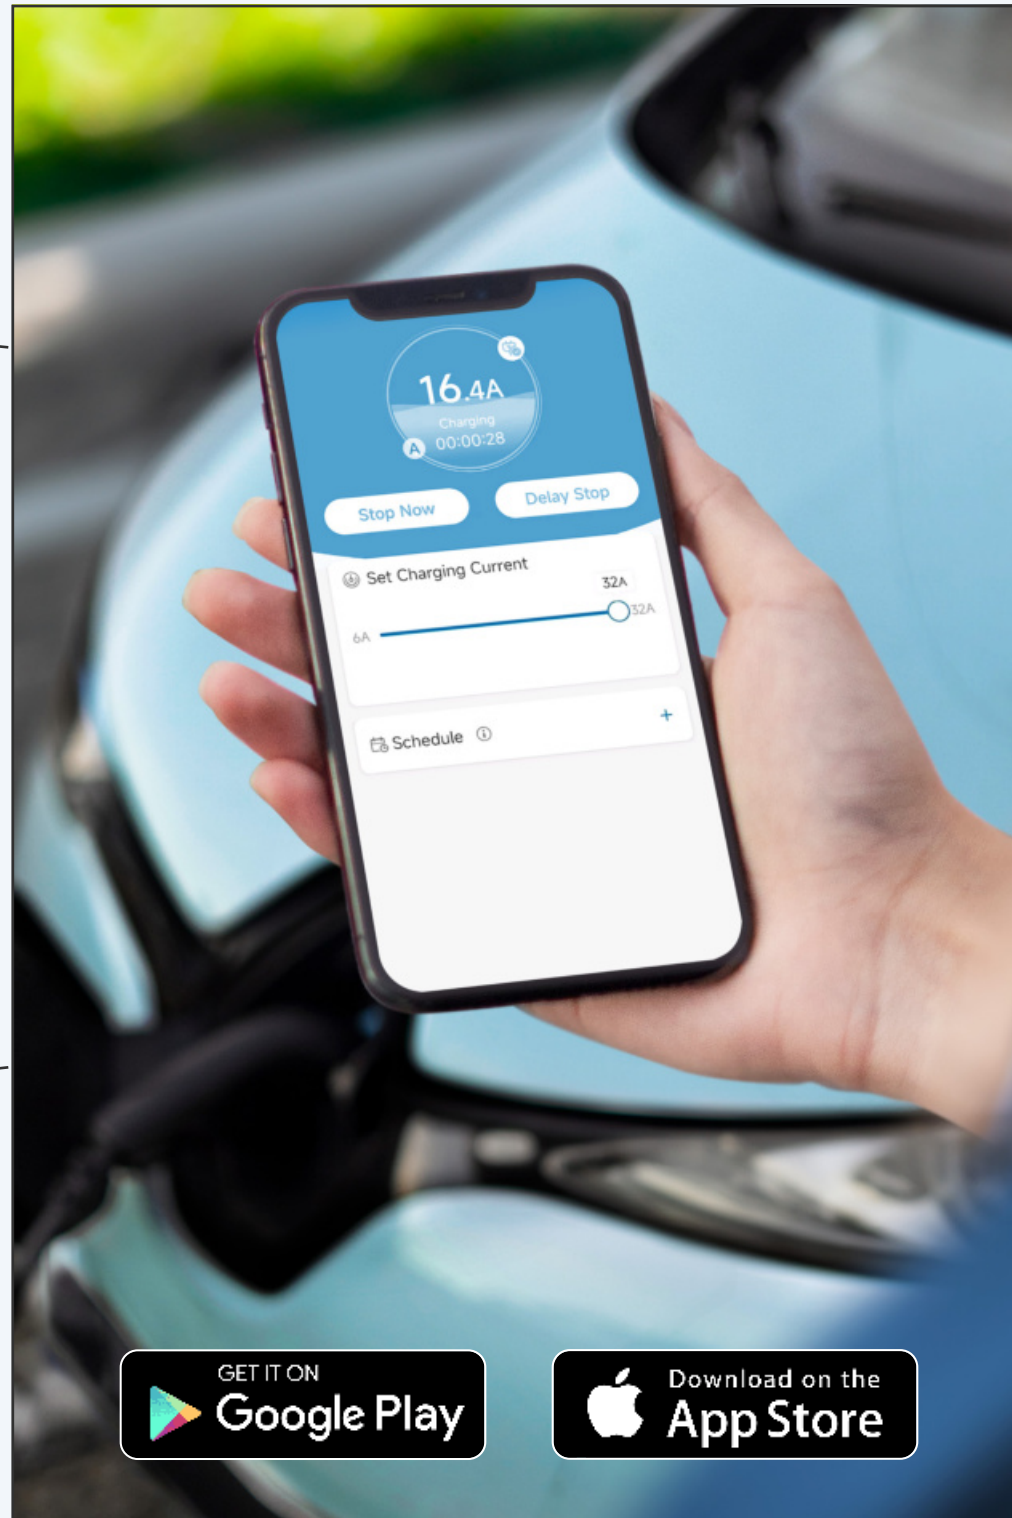 16.4A
Charging
A 00:00:28
Stop Now
Delay Stop
Set Charging Current
32A
6A
32A
Schedule
+
GET IT ON
Google Play
Download on the
App Store